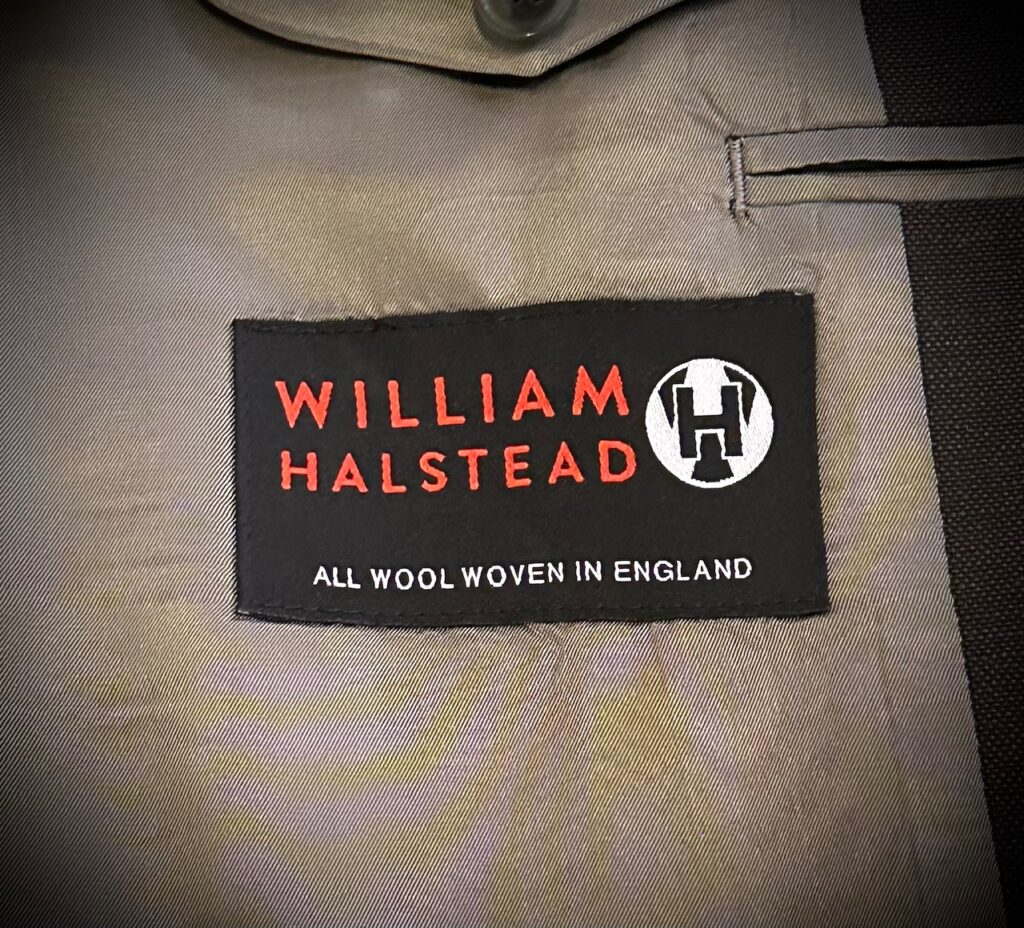 WILLIAM
HALSTEAD
H
ALL WOOL WOVEN IN ENGLAND